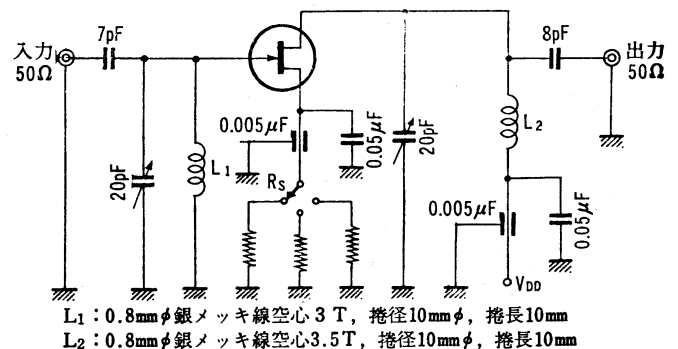 7pF
8pF
入力
50Ω
出力
50Ω
20pF
L1
0.005μF
0.05μF
20pF
L2
RS
0.005μF
0.05μF
VDD
L1：0.8mmφ銀メッキ線空心3T，捲径10mmφ，捲長10mm
L2：0.8mmφ銀メッキ線空心3.5T，捲径10mmφ，捲長10mm